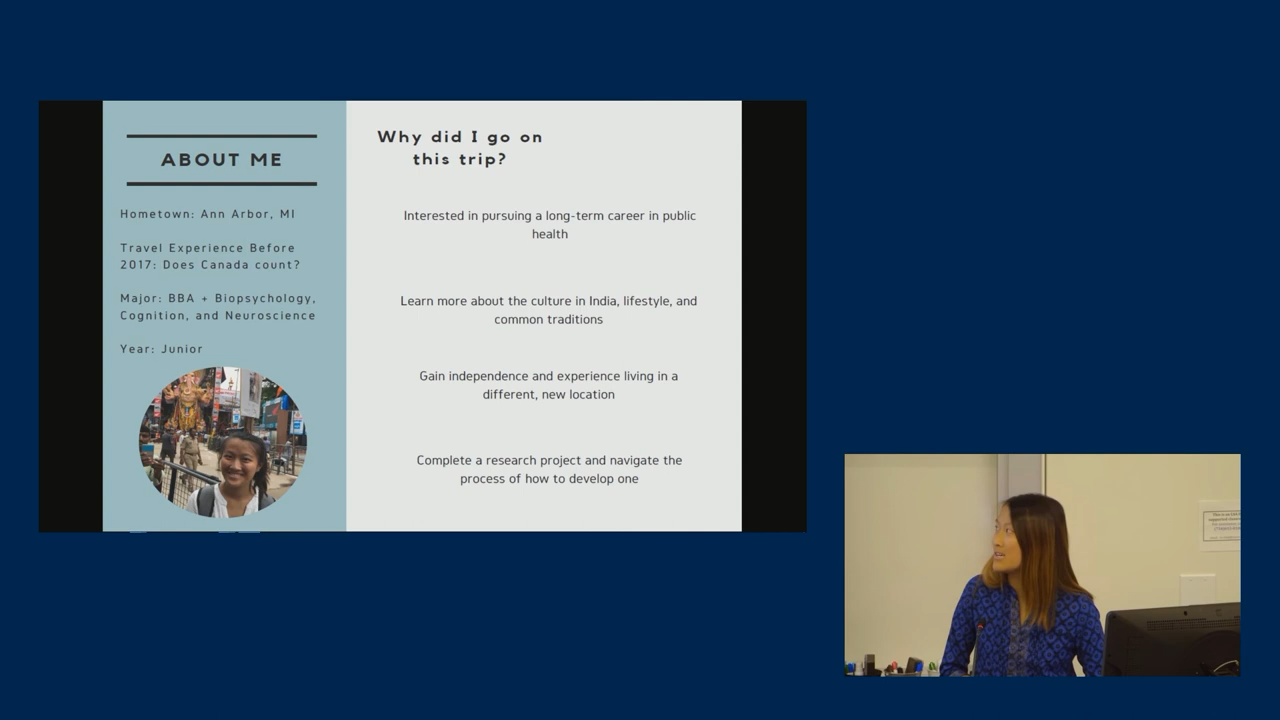 ABOUT ME
Hometown: Ann Arbor, MI
Travel Experience Before
2017: Does Canada count?
Major: BBA + Biopsychology,
Cognition, and Neuroscience
Year: Junior
Why did I go on
this trip?
Interested in pursuing a long-term career in public
health
Learn more about the culture in India, lifestyle, and
common traditions
Gain independence and experience living in a
different, new location
Complete a research project and navigate the
process of how to develop one